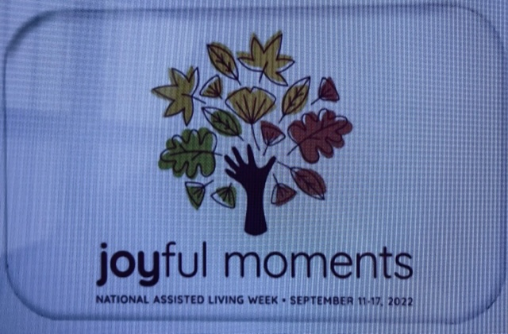 joyful moments
NATIONAL ASSISTED LIVING WEEK • SEPTEMBER 11-17, 2022